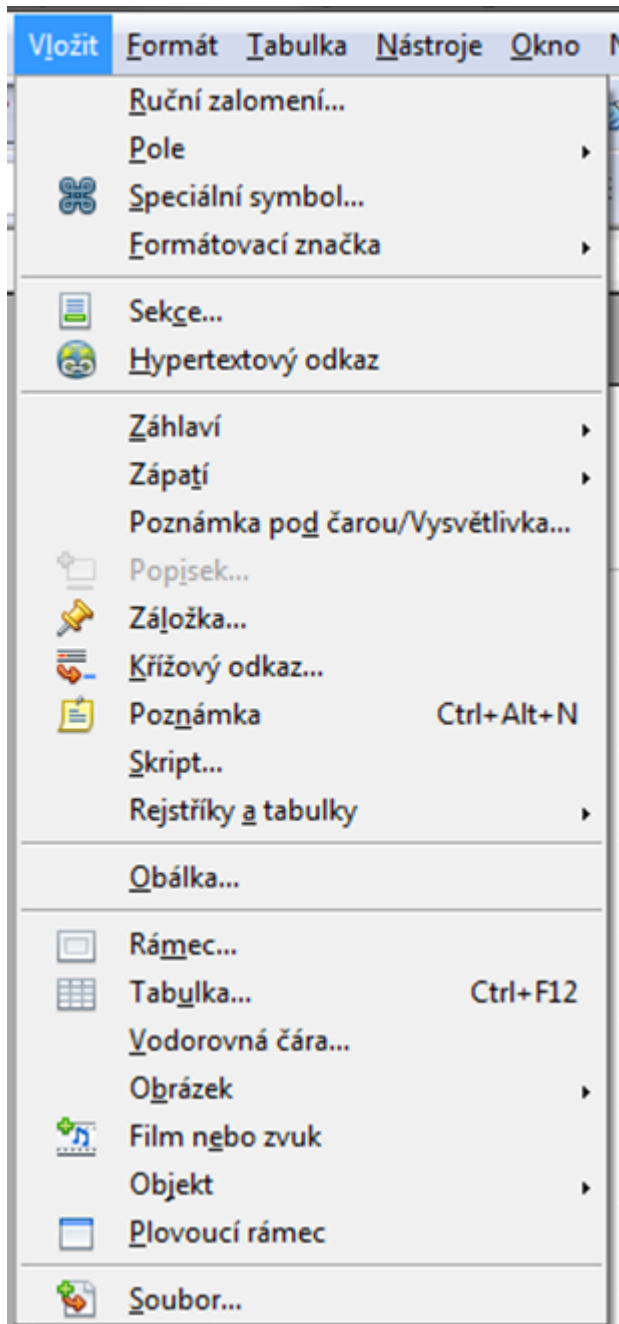 Vložit Formát Tabulka Nástroje Okno
Ruční zalomení...
Pole
Speciální symbol...
Formátovací značka
Sekce...
Hypertextový odkaz
Záhlaví
Zápatí
Poznámka pod čarou/Vysvětlivka...
Popisek...
Záložka...
Křížový odkaz...
Poznámka Ctrl+Alt+N
Skript...
Rejstříky a tabulky
Obálka...
Rámec...
Tabulka... Ctrl+F12
Vodorovná čára...
Obrázek
Film nebo zvuk
Objekt
Plovoucí rámec
Soubor...